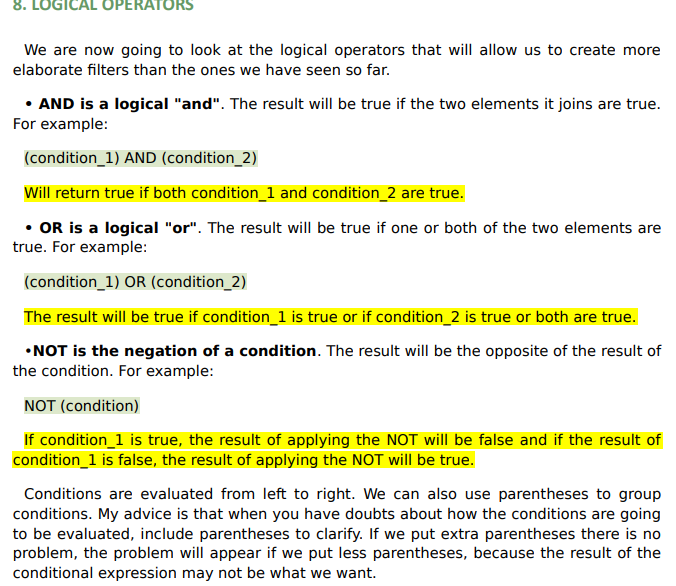 8. LOGICAL OPERATORS
We are now going to look at the logical operators that will allow us to create more
elaborate filters than the ones we have seen so far.
• AND is a logical "and". The result will be true if the two elements it joins are true.
For example:
(condition_1) AND (condition_2)
Will return true if both condition_1 and condition_2 are true.
• OR is a logical "or". The result will be true if one or both of the two elements are
true. For example:
(condition_1) OR (condition_2)
The result will be true if condition_1 is true or if condition_2 is true or both are true.
•NOT is the negation of a condition. The result will be the opposite of the result of
the condition. For example:
NOT (condition)
If condition_1 is true, the result of applying the NOT will be false and if the result of
condition_1 is false, the result of applying the NOT will be true.
Conditions are evaluated from left to right. We can also use parentheses to group
conditions. My advice is that when you have doubts about how the conditions are going
to be evaluated, include parentheses to clarify. If we put extra parentheses there is no
problem, the problem will appear if we put less parentheses, because the result of the
conditional expression may not be what we want.